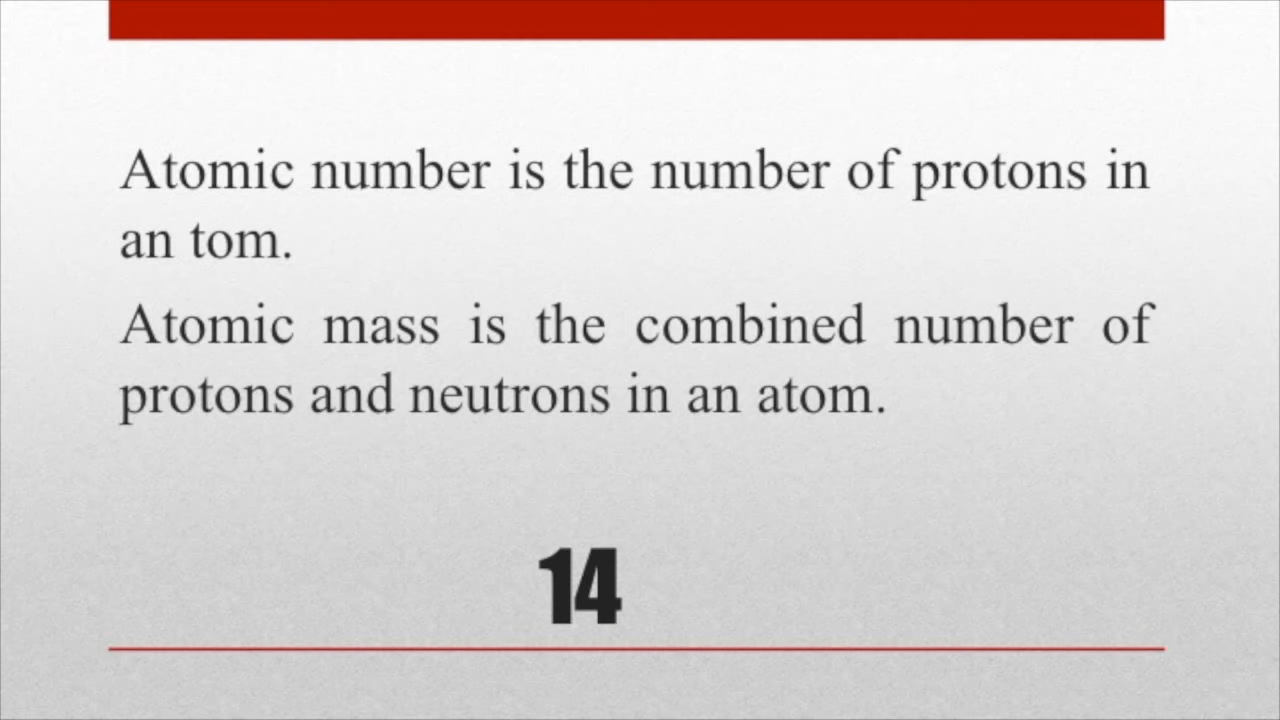 Atomic number is the number of protons in
an tom.
Atomic mass is the combined number of
protons and neutrons in an atom.
14